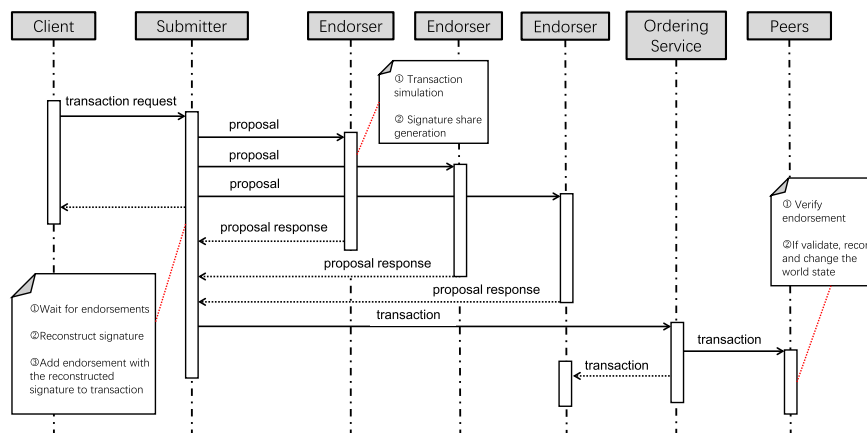 Client
Submitter
Endorser
Endorser
Endorser
Ordering
Service
Peers
① Transaction
simulation
② Signature share
generation
transaction request
proposal
proposal
proposal
① Verify
endorsement
②If validate, recor
and change the
world state
proposal response
proposal response
proposal response
①Wait for endorsements
②Reconstruct signature
③Add endorsement with
the reconstructed
signature to transaction
transaction
transaction
transaction